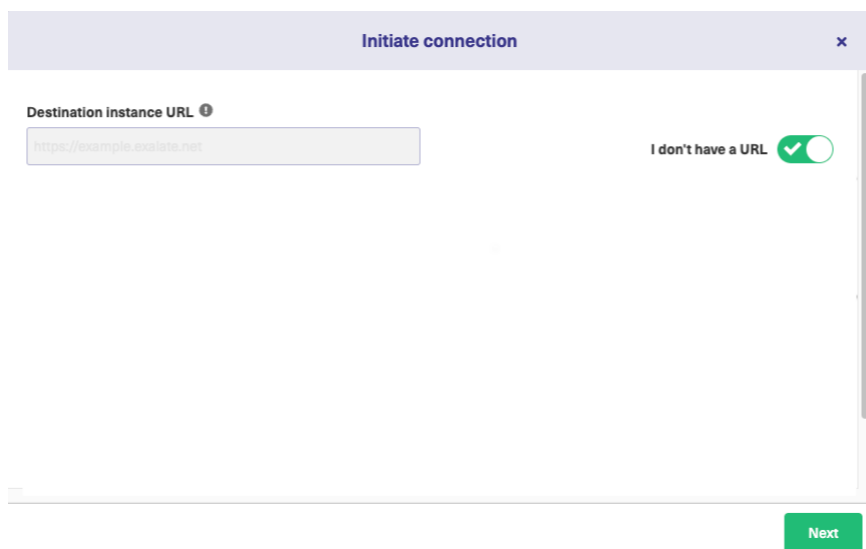 Initiate connection
Destination instance URL
https://example.exalate.net
I don't have a URL
Next